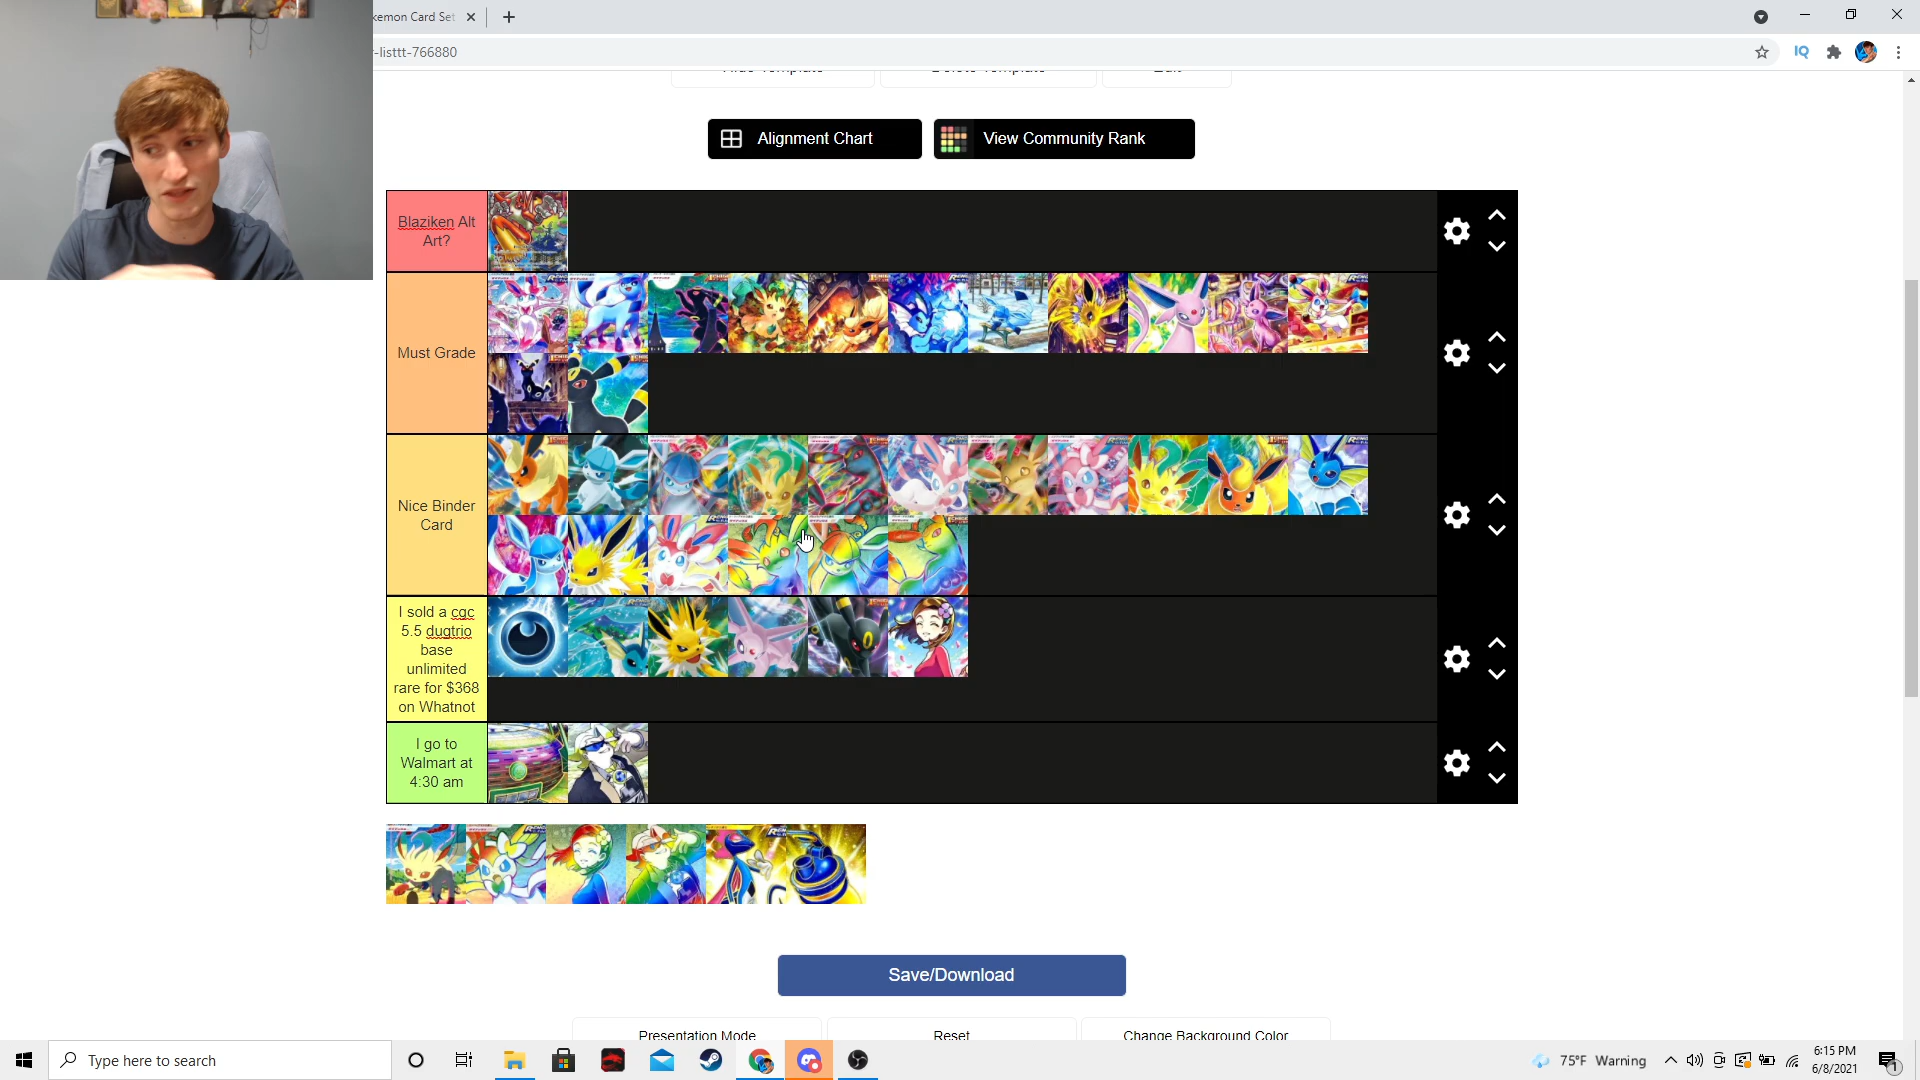 kemon Card Set
r-listtt-766880
Alignment Chart
View Community Rank
Blaziken Alt
Art?
Must Grade
Nice Binder
Card
I sold a cgc
5.5 dugtrio
base
unlimited
rare for $368
on Whatnot
I go to
Walmart at
4:30 am
Save/Download
Presentation Mode
Reset
Change Background Color
Type here to search
75°F Warning
6:15 PM
6/8/2021
1